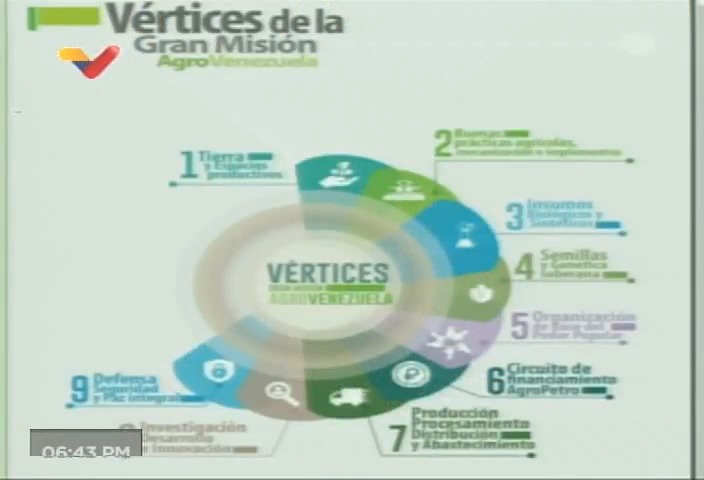 Vértices de la
Gran Misión
AgroVenezuela
1 Tierra
y Espacios
productivos
2 Buenas
prácticas agrícolas,
mecanización e implementos
3 Insumos
Biológicos y
Sintéticos
4 Semillas
y Genética
Soberana
5 Organización
de Base del
Poder Popular
6 Circuito de
financiamiento
AgroPetro
7 Producción
Procesamiento
Distribución
y Abastecimiento
Investigación
Desarrollo
e Innovación
9 Defensa
Seguridad
y Paz integral
VÉRTICES
GRAN MISIÓN
AGROVENEZUELA
06:43 PM